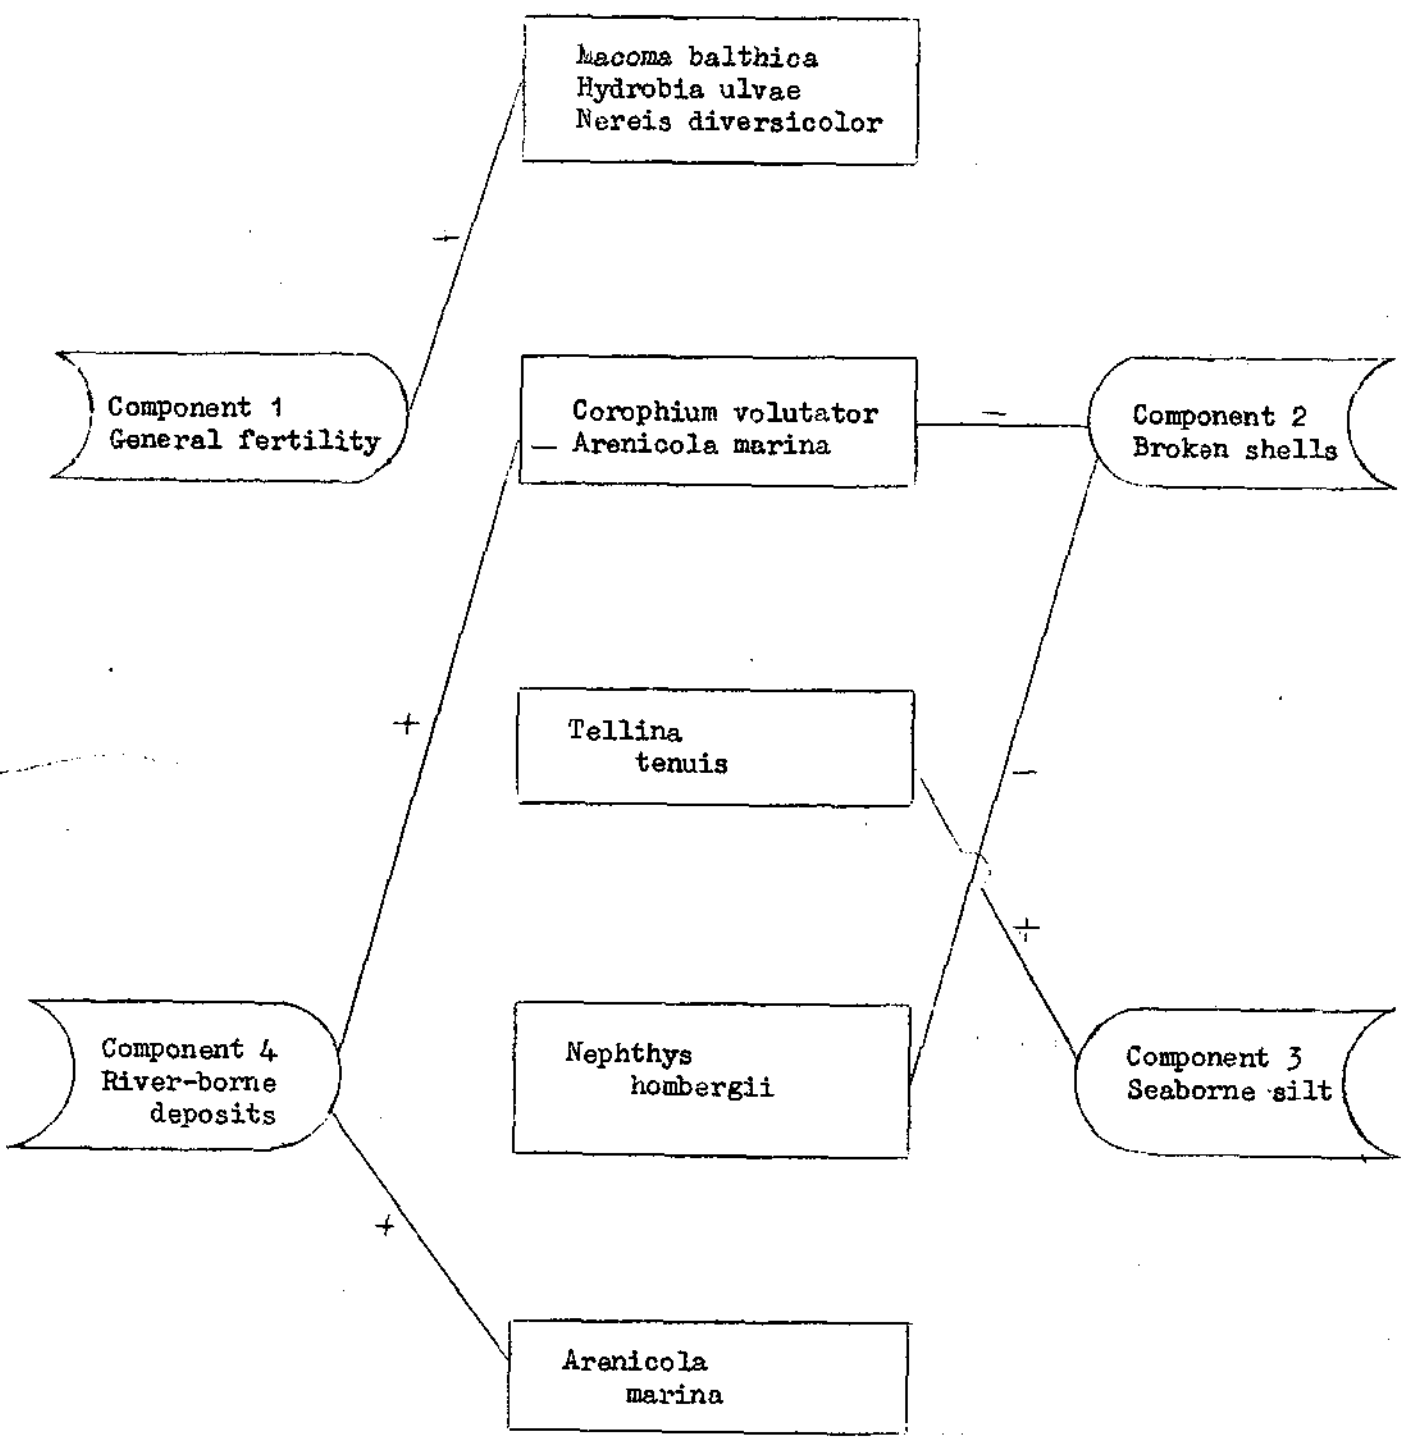 Macoma balthica
Hydrobia ulvae
Nereis diversicolor
+
Component 1
General fertility
Corophium volutator
— Arenicola marina
—
Component 2
Broken shells
+
Tellina
tenuis
—
+
Component 4
River-borne
deposits
Nephthys
hombergii
Component 3
Seaborne silt
+
Arenicola
marina